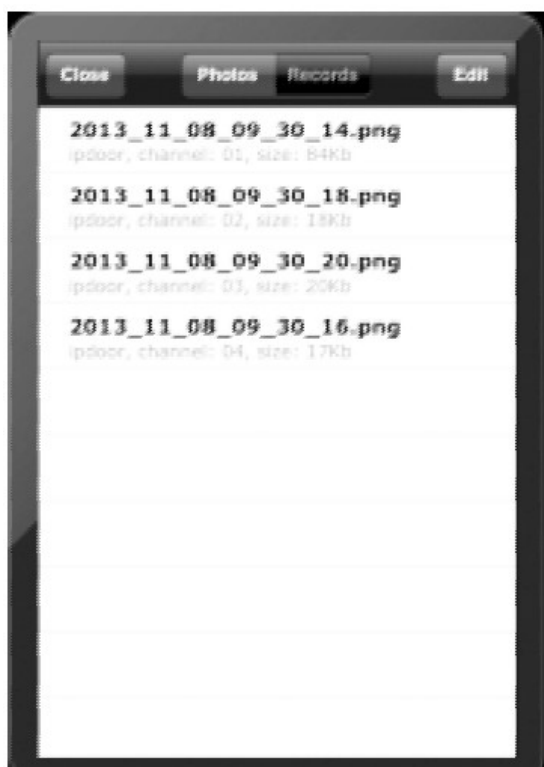 Close Photos Records Edit
2013_11_08_09_30_14.png
ipdoor, channel: 01, size: 84Kb
2013_11_08_09_30_18.png
ipdoor, channel: 02, size: 18Kb
2013_11_08_09_30_20.png
ipdoor, channel: 03, size: 20Kb
2013_11_08_09_30_16.png
ipdoor, channel: 04, size: 17Kb